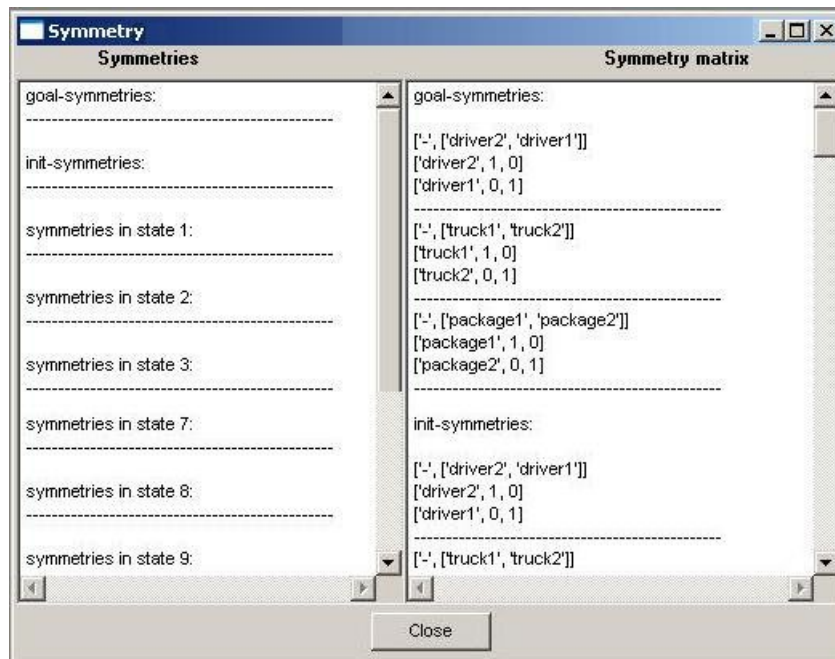 Symmetry
Symmetries
goal-symmetries:
------------------------------------------------
init-symmetries:
------------------------------------------------
symmetries in state 1:
------------------------------------------------
symmetries in state 2:
------------------------------------------------
symmetries in state 3:
------------------------------------------------
symmetries in state 7:
------------------------------------------------
symmetries in state 8:
------------------------------------------------
symmetries in state 9:
Symmetry matrix
goal-symmetries:
['-', ['driver2', 'driver1']]
['driver2', 1, 0]
['driver1', 0, 1]
------------------------------------------------
['-', ['truck1', 'truck2']]
['truck1', 1, 0]
['truck2', 0, 1]
------------------------------------------------
['-', ['package1', 'package2']]
['package1', 1, 0]
['package2', 0, 1]
------------------------------------------------
init-symmetries:
['-', ['driver2', 'driver1']]
['driver2', 1, 0]
['driver1', 0, 1]
------------------------------------------------
['-', ['truck1', 'truck2']]
Close